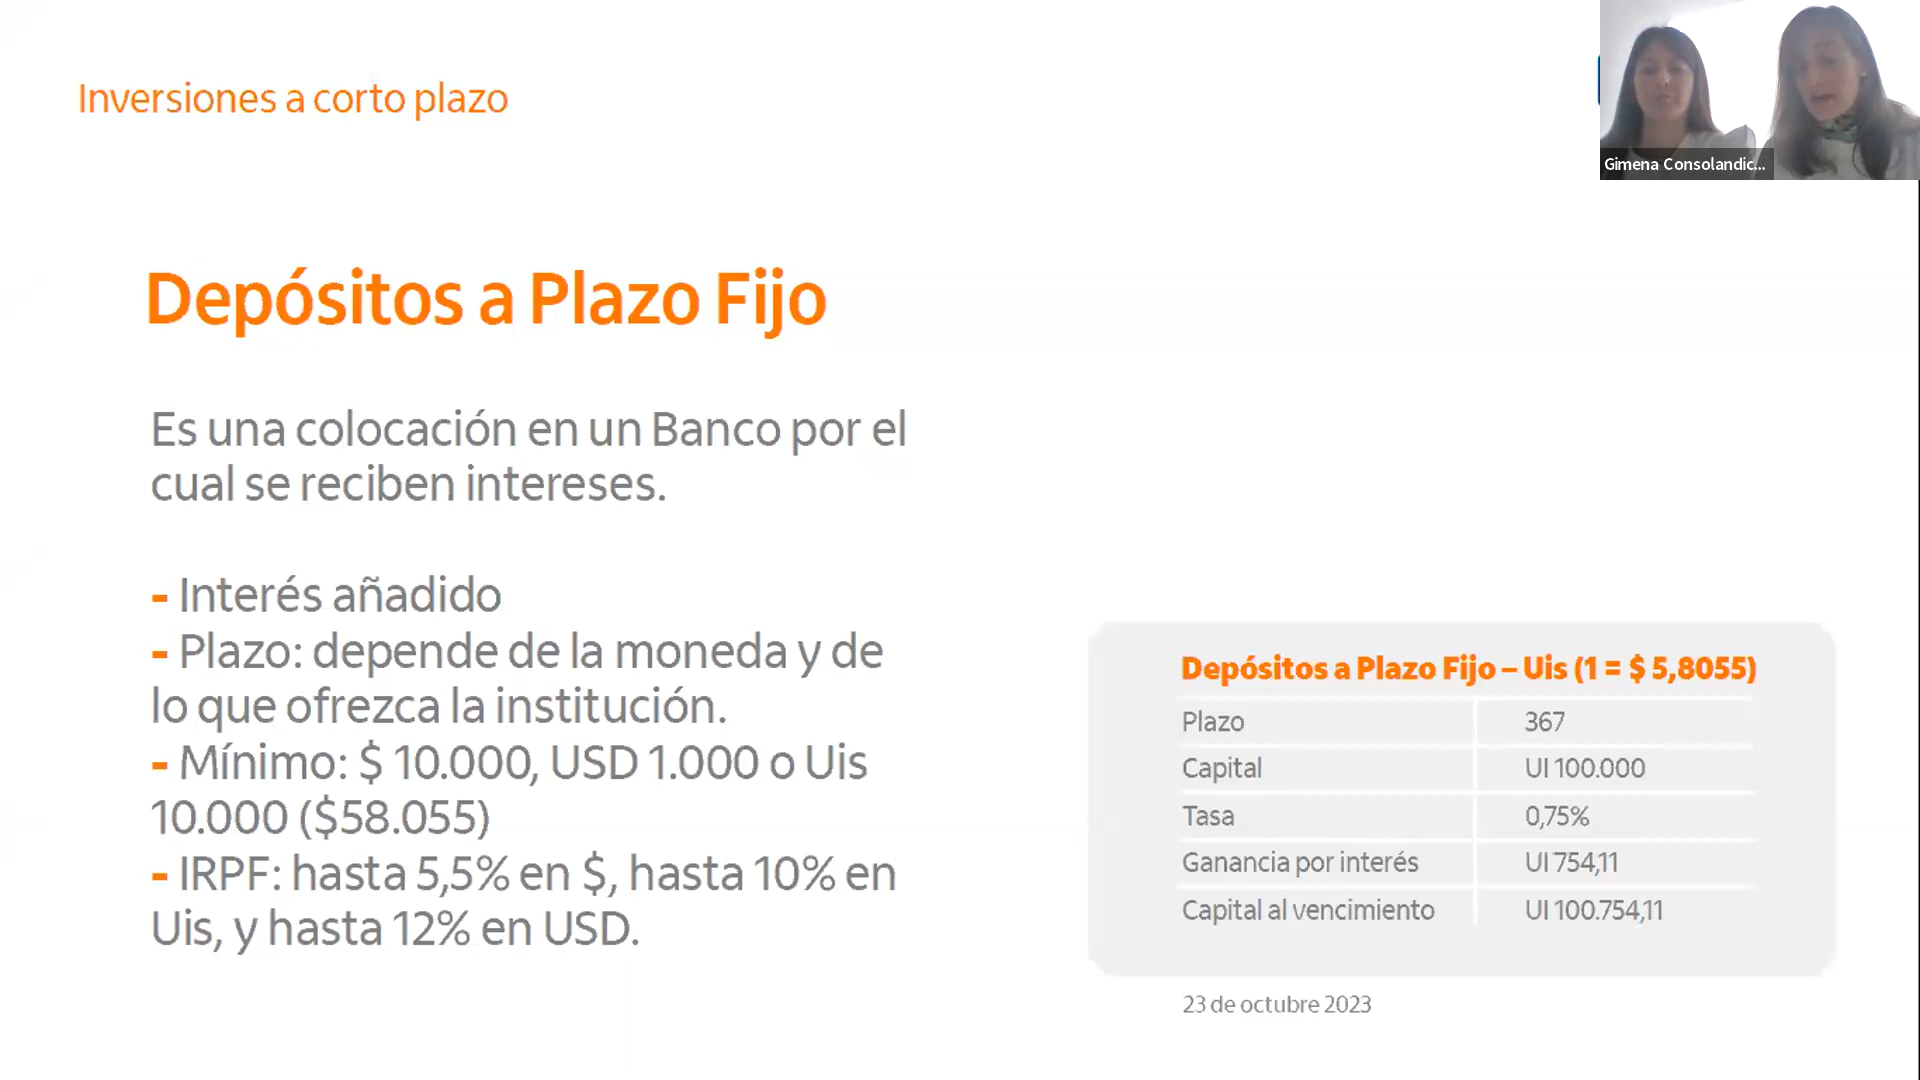 Inversiones a corto plazo
Gimena Consolandic...
Depósitos a Plazo Fijo
Es una colocación en un Banco por el
cual se reciben intereses.
- Interés añadido
- Plazo: depende de la moneda y de
lo que ofrezca la institución.
- Mínimo: $ 10.000, USD 1.000 o Uis
10.000 ($58.055)
- IRPF: hasta 5,5% en $, hasta 10% en
Uis, y hasta 12% en USD.
Depósitos a Plazo Fijo – Uis (1 = $ 5,8055)
Plazo 367
Capital UI 100.000
Tasa 0,75%
Ganancia por interés UI 754,11
Capital al vencimiento UI 100.754,11
23 de octubre 2023